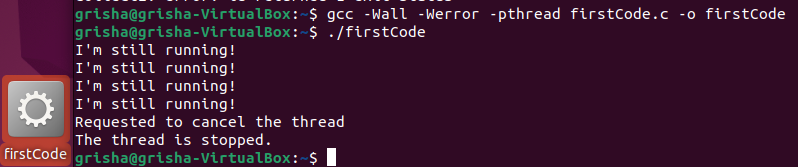 grisha@grisha-VirtualBox:~$ gcc -Wall -Werror -pthread firstCode.c -o firstCode
grisha@grisha-VirtualBox:~$ ./firstCode
I'm still running!
I'm still running!
I'm still running!
I'm still running!
Requested to cancel the thread
The thread is stopped.
grisha@grisha-VirtualBox:~$
firstCode